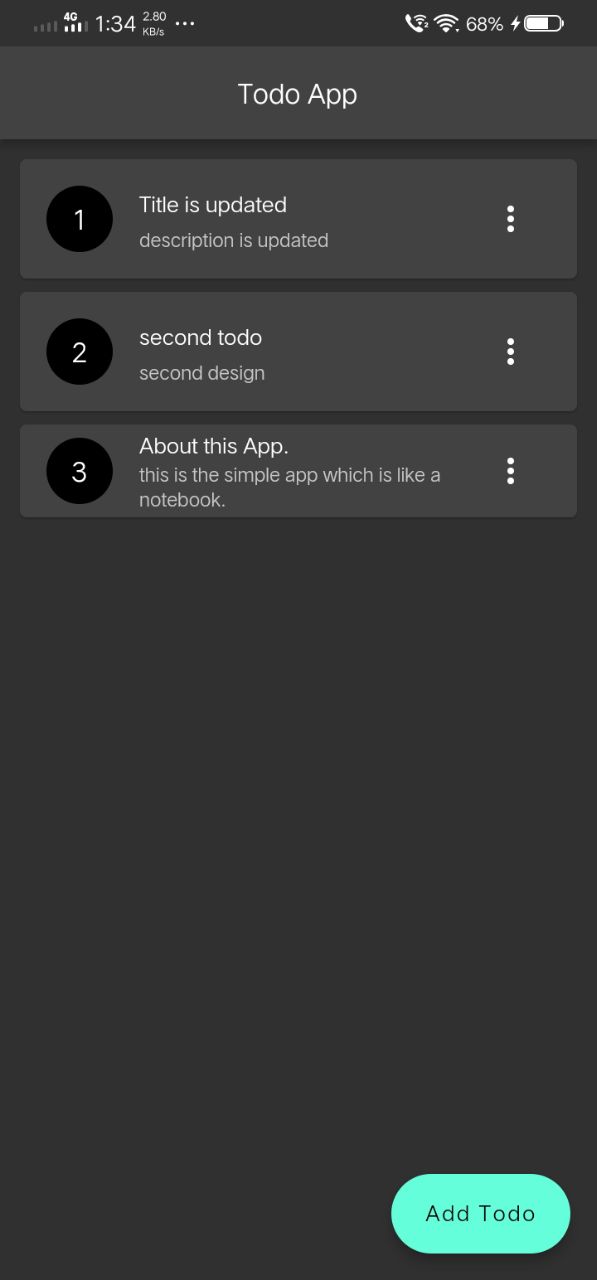 4G 1:34 2.80 KB/s ... 2 68%
Todo App
1
Title is updated
description is updated
2
second todo
second design
3
About this App.
this is the simple app which is like a
notebook.
Add Todo